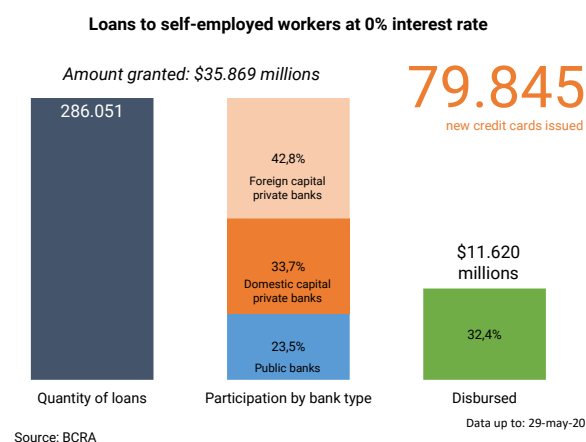 Loans to self-employed workers at 0% interest rate
Amount granted: $35.869 millions
79.845
new credit cards issued
286.051
42,8%
Foreign capital
private banks
33,7%
Domestic capital
private banks
23,5%
Public banks
$11.620
millions
32,4%
Quantity of loans
Participation by bank type
Disbursed
Data up to: 29-may-20
Source: BCRA